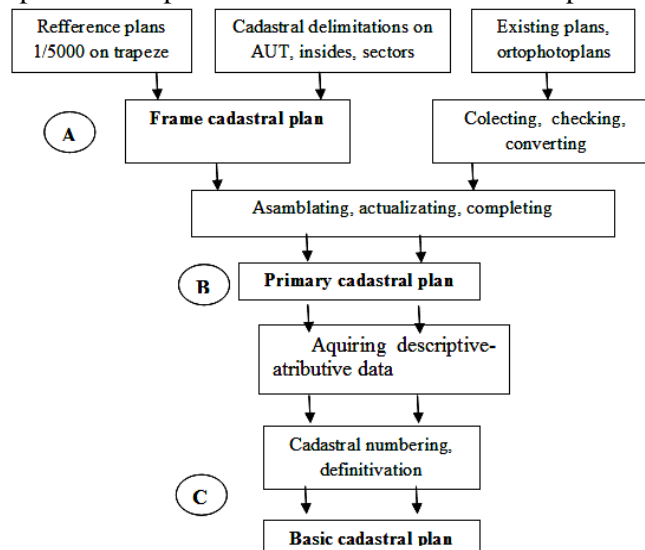 Refference plans
1/5000 on trapeze
Cadastral delimitations on
AUT, insides, sectors
Existing plans,
ortophotoplans
A
Frame cadastral plan
Colecting, checking,
converting
Asamblating, actualizating, completing
B
Primary cadastral plan
Aquiring descriptive-
atributive data
Cadastral numbering,
definitivation
C
Basic cadastral plan